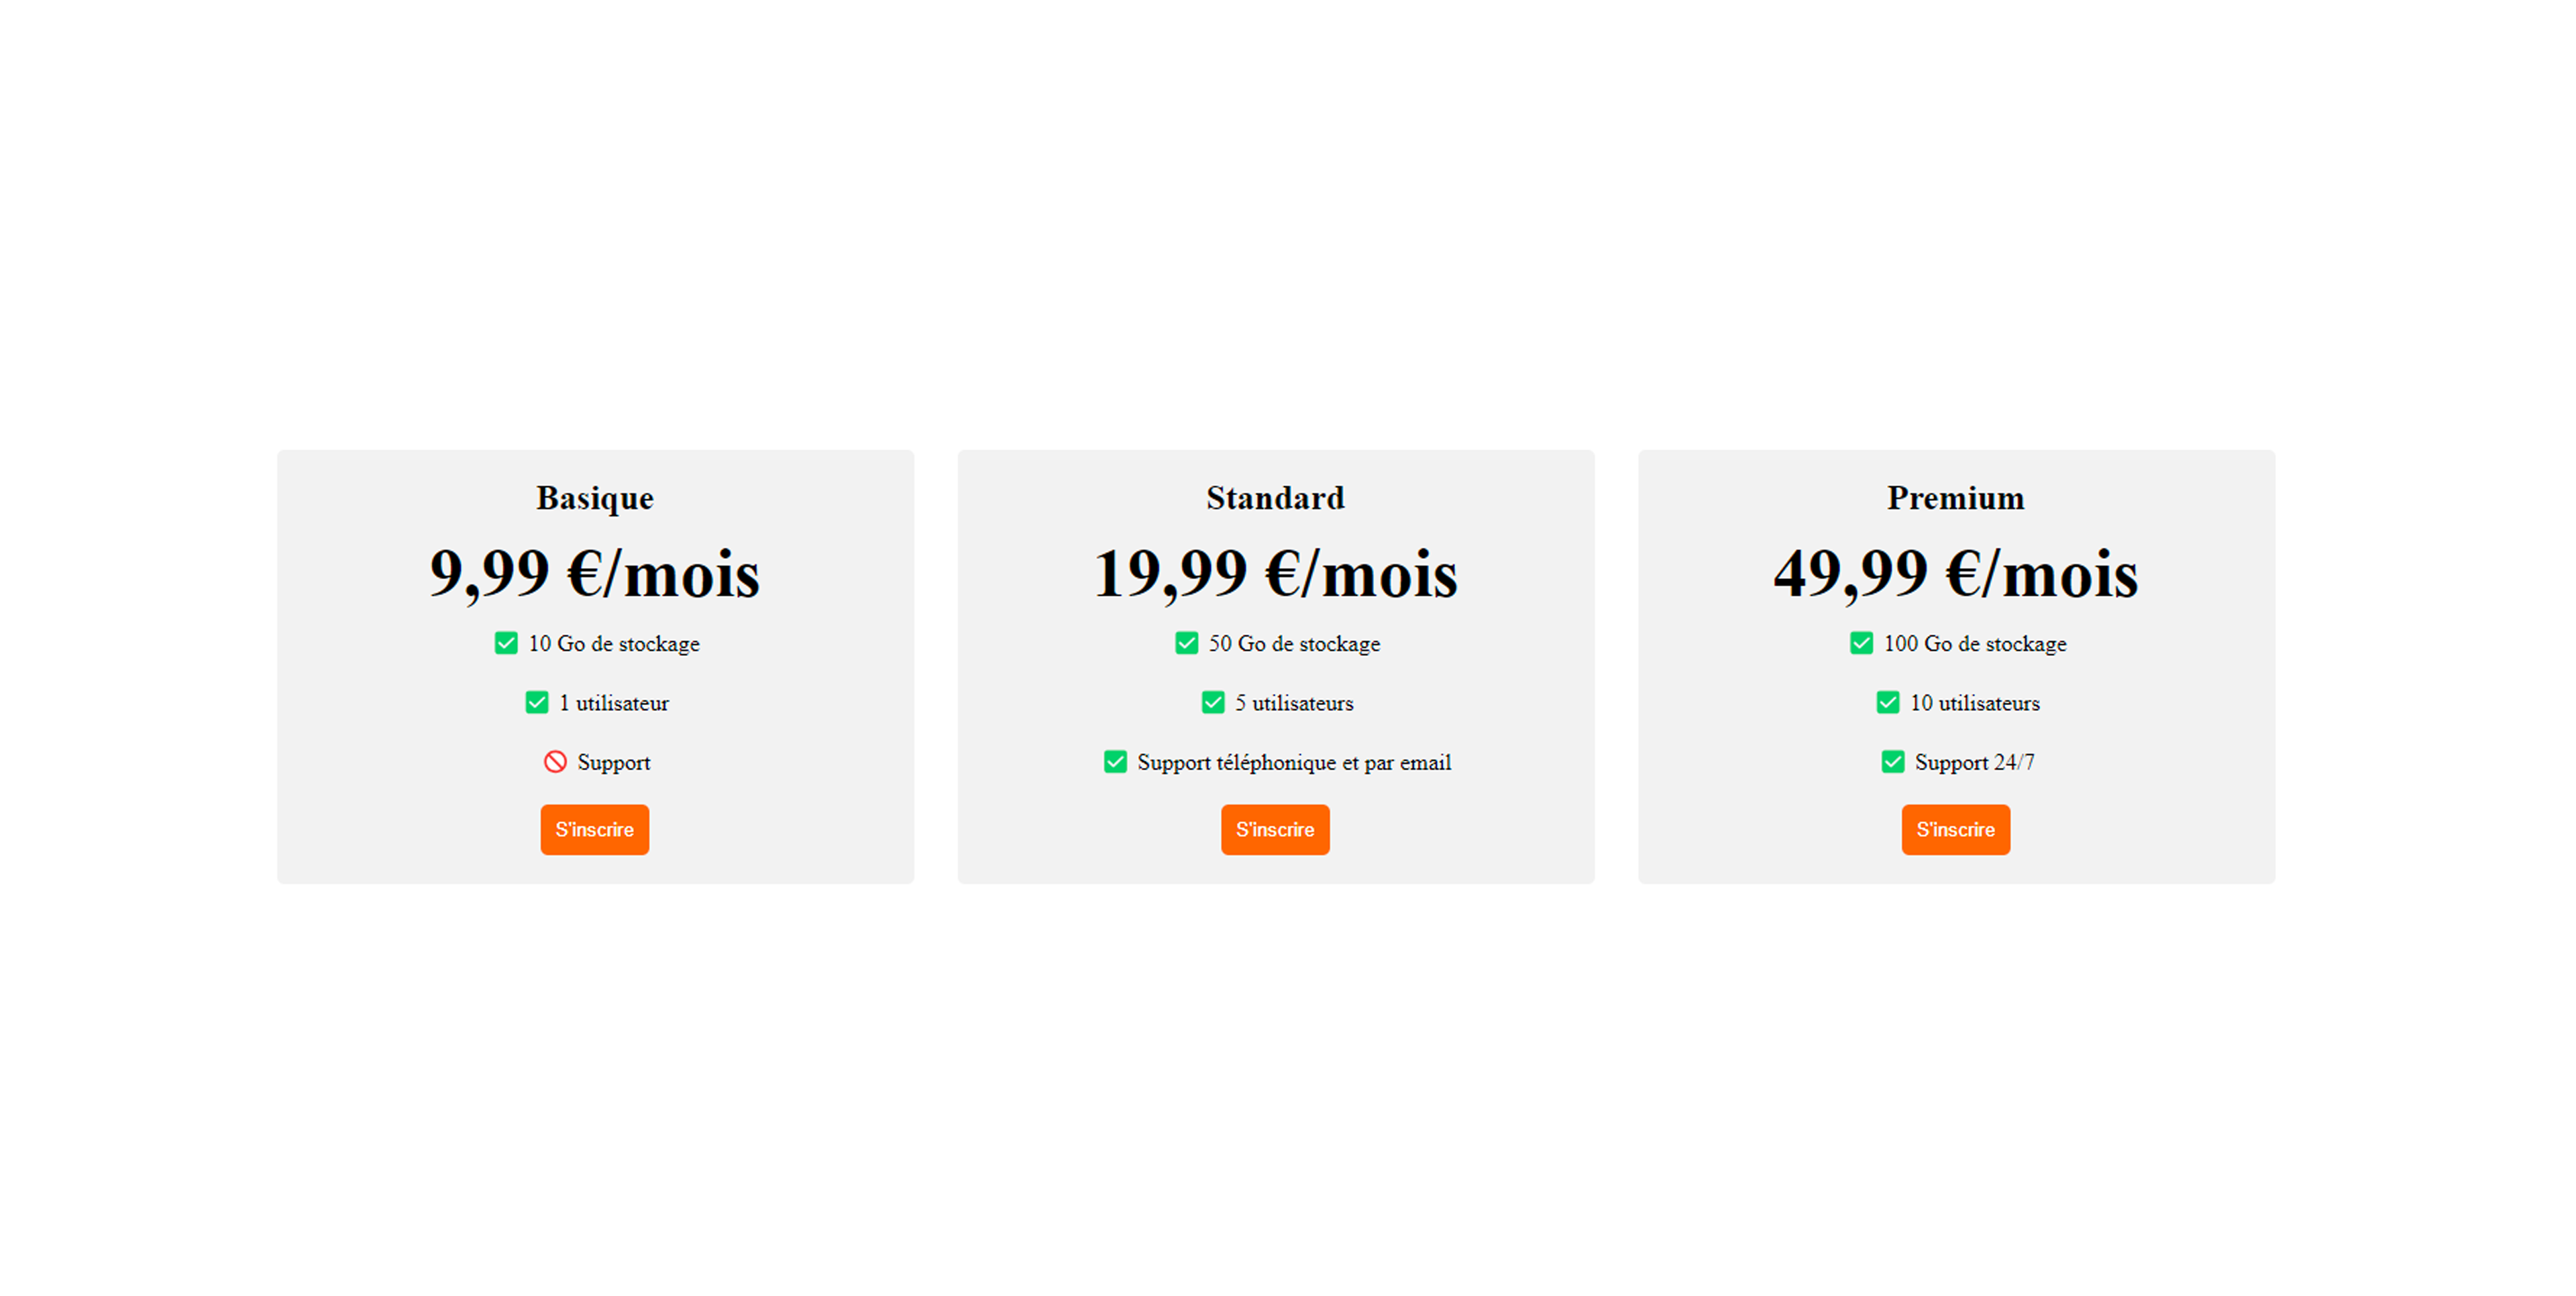 Basique
9,99 €/mois
10 Go de stockage
1 utilisateur
Support
S'inscrire
Standard
19,99 €/mois
50 Go de stockage
5 utilisateurs
Support téléphonique et par email
S'inscrire
Premium
49,99 €/mois
100 Go de stockage
10 utilisateurs
Support 24/7
S'inscrire